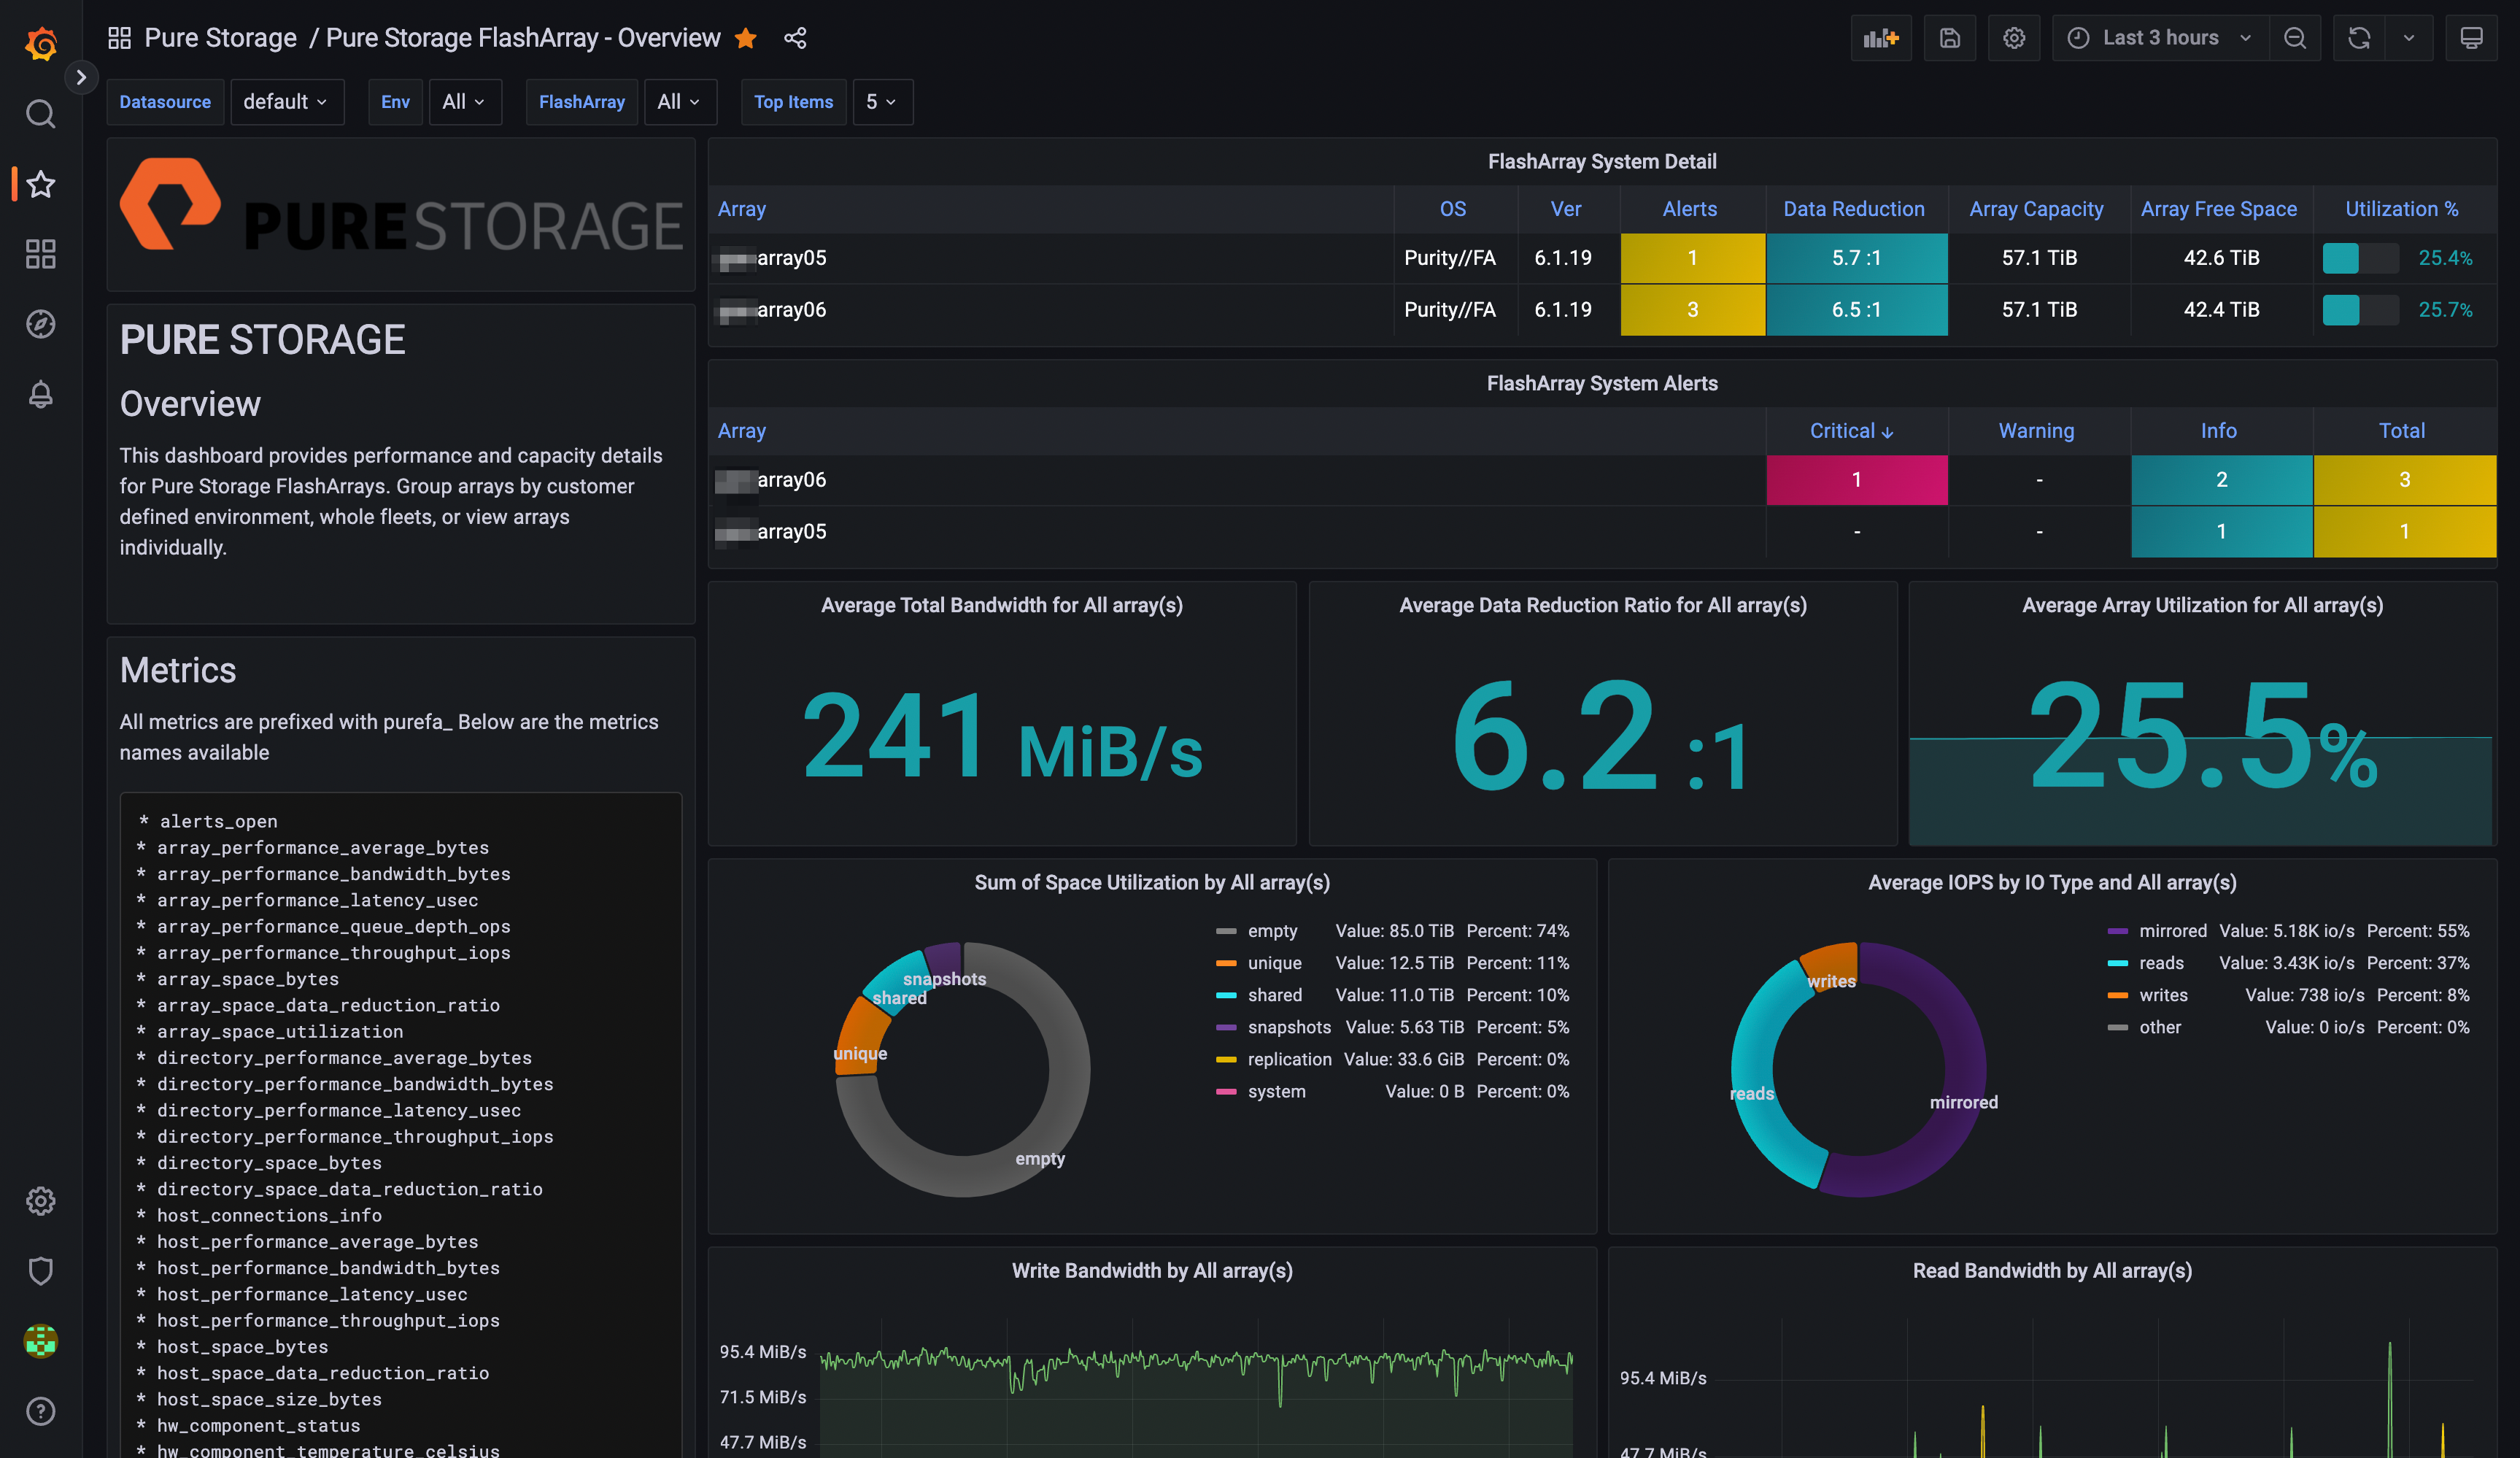 Pure Storage / Pure Storage FlashArray - Overview
Last 3 hours
Datasource default Env All FlashArray All Top Items 5
PURESTORAGE
PURE STORAGE
Overview
This dashboard provides performance and capacity details
for Pure Storage FlashArrays. Group arrays by customer
defined environment, whole fleets, or view arrays
individually.
Metrics
All metrics are prefixed with purefa_ Below are the metrics
names available
* alerts_open
* array_performance_average_bytes
* array_performance_bandwidth_bytes
* array_performance_latency_usec
* array_performance_queue_depth_ops
* array_performance_throughput_iops
* array_space_bytes
* array_space_data_reduction_ratio
* array_space_utilization
* directory_performance_average_bytes
* directory_performance_bandwidth_bytes
* directory_performance_latency_usec
* directory_performance_throughput_iops
* directory_space_bytes
* directory_space_data_reduction_ratio
* host_connections_info
* host_performance_average_bytes
* host_performance_bandwidth_bytes
* host_performance_latency_usec
* host_performance_throughput_iops
* host_space_bytes
* host_space_data_reduction_ratio
* host_space_size_bytes
* hw_component_status
* hw_component_temperature_celsius
FlashArray System Detail
Array OS Ver Alerts Data Reduction Array Capacity Array Free Space Utilization %
array05 Purity//FA 6.1.19 1 5.7 :1 57.1 TiB 42.6 TiB 25.4%
array06 Purity//FA 6.1.19 3 6.5 :1 57.1 TiB 42.4 TiB 25.7%
FlashArray System Alerts
Array Critical ↓ Warning Info Total
array06 1 - 2 3
array05 - - 1 1
Average Total Bandwidth for All array(s)
241 MiB/s
Average Data Reduction Ratio for All array(s)
6.2 :1
Average Array Utilization for All array(s)
25.5%
Sum of Space Utilization by All array(s)
snapshots
shared
unique
empty
empty Value: 85.0 TiB Percent: 74%
unique Value: 12.5 TiB Percent: 11%
shared Value: 11.0 TiB Percent: 10%
snapshots Value: 5.63 TiB Percent: 5%
replication Value: 33.6 GiB Percent: 0%
system Value: 0 B Percent: 0%
Average IOPS by IO Type and All array(s)
writes
reads
mirrored
mirrored Value: 5.18K io/s Percent: 55%
reads Value: 3.43K io/s Percent: 37%
writes Value: 738 io/s Percent: 8%
other Value: 0 io/s Percent: 0%
Write Bandwidth by All array(s)
95.4 MiB/s
71.5 MiB/s
47.7 MiB/s
Read Bandwidth by All array(s)
95.4 MiB/s
47.7 MiB/s